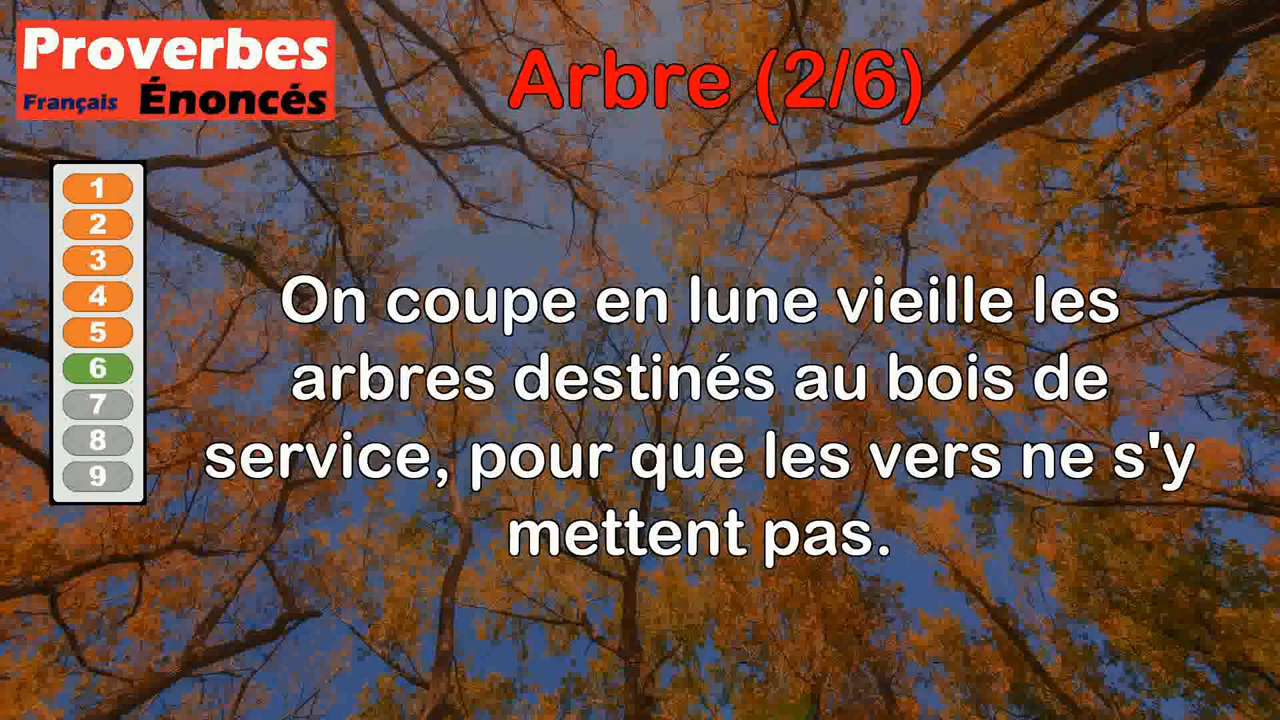 Proverbes
Français Énoncés
Arbre (2/6)
1
2
3
4
5
6
7
8
9
On coupe en lune vieille les
arbres destinés au bois de
service, pour que les vers ne s'y
mettent pas.